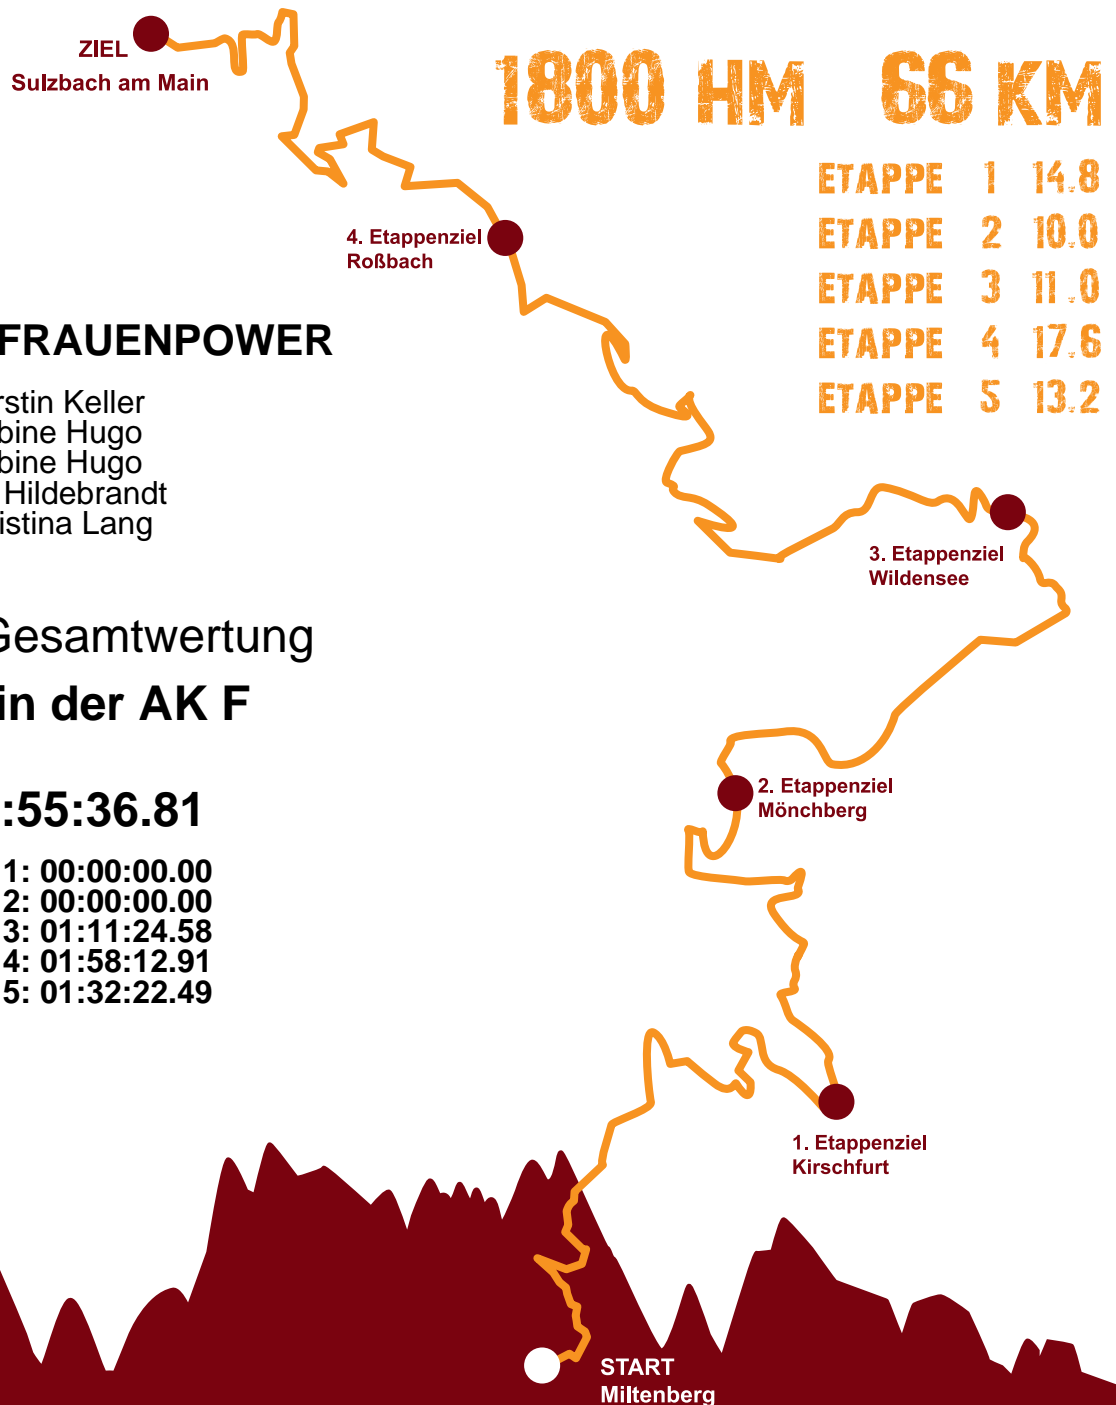 ZIEL
Sulzbach am Main
1800 HM 66 KM
ETAPPE 1 14.8
ETAPPE 2 10.0
ETAPPE 3 11.0
ETAPPE 4 17.6
ETAPPE 5 13.2
4. Etappenziel
Roßbach
FRAUENPOWER
rstin Keller
bine Hugo
bine Hugo
Hildebrandt
istina Lang
3. Etappenziel
Wildensee
Gesamtwertung
in der AK F
2. Etappenziel
Mönchberg
:55:36.81
1: 00:00:00.00
2: 00:00:00.00
3: 01:11:24.58
4: 01:58:12.91
5: 01:32:22.49
1. Etappenziel
Kirschfurt
START
Miltenberg